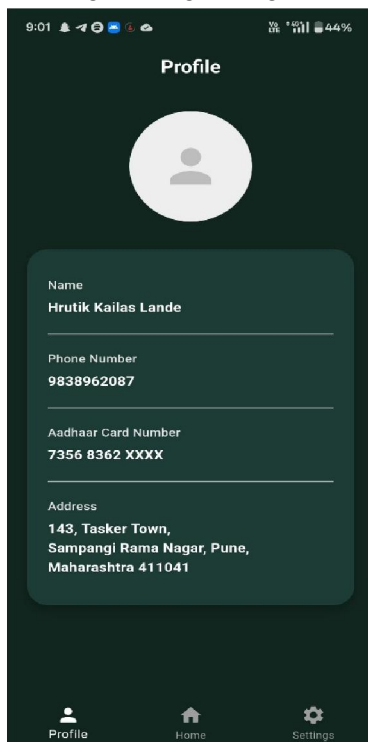 9:01 44%
Profile
Name
Hrutik Kailas Lande
Phone Number
9838962087
Aadhaar Card Number
7356 8362 XXXX
Address
143, Tasker Town,
Sampangi Rama Nagar, Pune,
Maharashtra 411041
Profile Home Settings